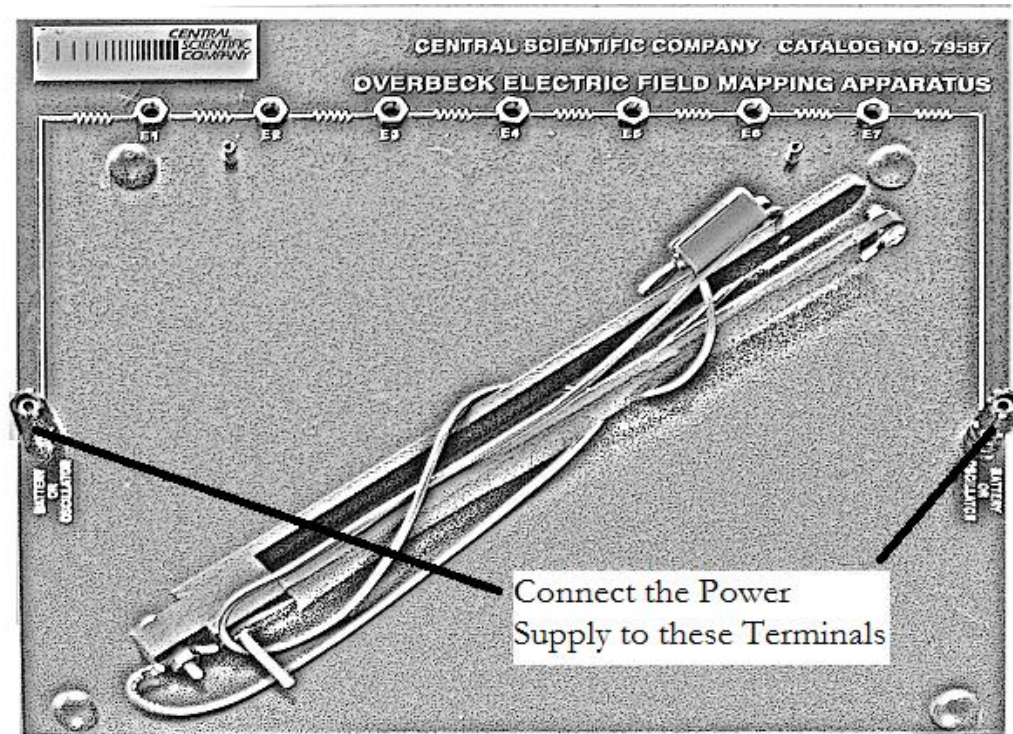 CENTRAL
SCIENTIFIC
COMPANY
CENTRAL SCIENTIFIC COMPANY CATALOG NO. 79587
OVERBECK ELECTRIC FIELD MAPPING APPARATUS
E1 E2 E3 E4 E5 E6 E7
BATTERY
OR
OSCILLATOR
BATTERY
OR
OSCILLATOR
Connect the Power
Supply to these Terminals